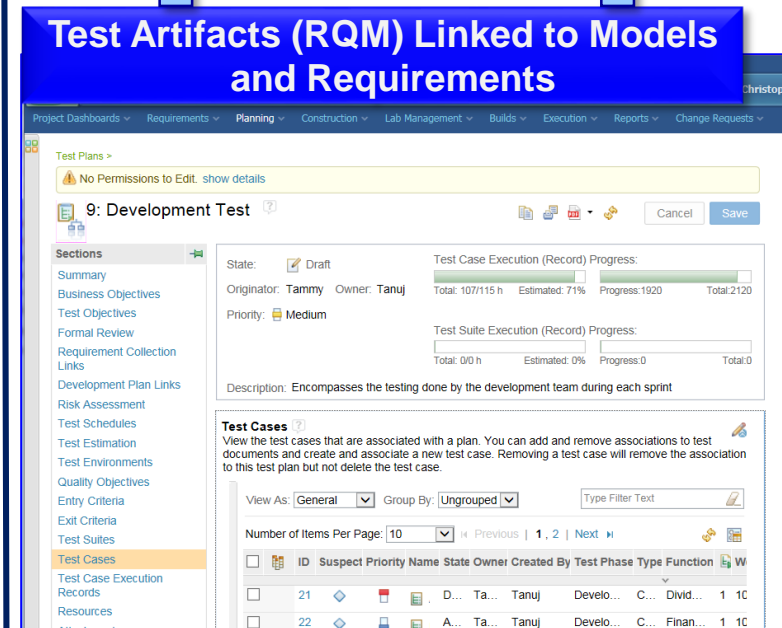 Test Artifacts (RQM) Linked to Models
and Requirements
Christop
Project Dashboards Requirements Planning Construction Lab Management Builds Execution Reports Change Requests
Test Plans >
No Permissions to Edit. show details
9: Development Test ? PDF Cancel Save
Sections
Summary
Business Objectives
Test Objectives
Formal Review
Requirement Collection
Links
Development Plan Links
Risk Assessment
Test Schedules
Test Estimation
Test Environments
Quality Objectives
Entry Criteria
Exit Criteria
Test Suites
Test Cases
Test Case Execution
Records
Resources
State: Draft
Originator: Tammy Owner: Tanuj
Priority: Medium
Test Case Execution (Record) Progress:
Total: 107/115 h Estimated: 71% Progress:1920 Total:2120
Test Suite Execution (Record) Progress:
Total: 0/0 h Estimated: 0% Progress:0 Total:0
Description: Encompasses the testing done by the development team during each sprint
Test Cases ?
View the test cases that are associated with a plan. You can add and remove associations to test
documents and create and associate a new test case. Removing a test case will remove the association
to this test plan but not delete the test case.
View As: General Group By: Ungrouped Type Filter Text
Number of Items Per Page: 10 Previous | 1 , 2 | Next
ID Suspect Priority Name State Owner Created By Test Phase Type Function We
21 D... Ta... Tanuj Develo... C... Divid... 1 10
22 A... Ta... Tanuj Develo... C... Finan... 1 10